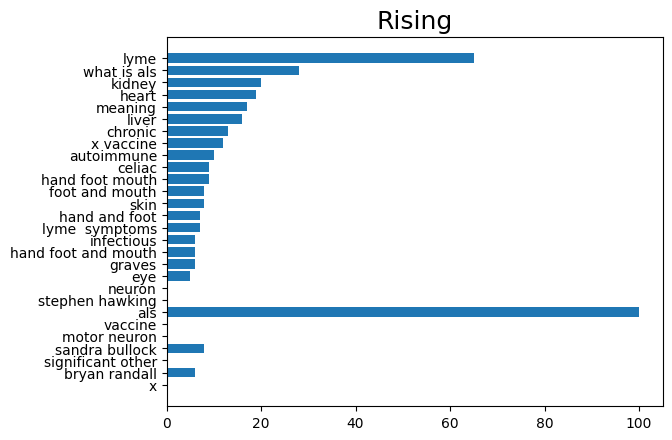 Rising
lyme
what is als
kidney
heart
meaning
liver
chronic
x vaccine
autoimmune
celiac
hand foot mouth
foot and mouth
skin
hand and foot
lyme  symptoms
infectious
hand foot and mouth
graves
eye
neuron
stephen hawking
als
vaccine
motor neuron
sandra bullock
significant other
bryan randall
x
0 20 40 60 80 100